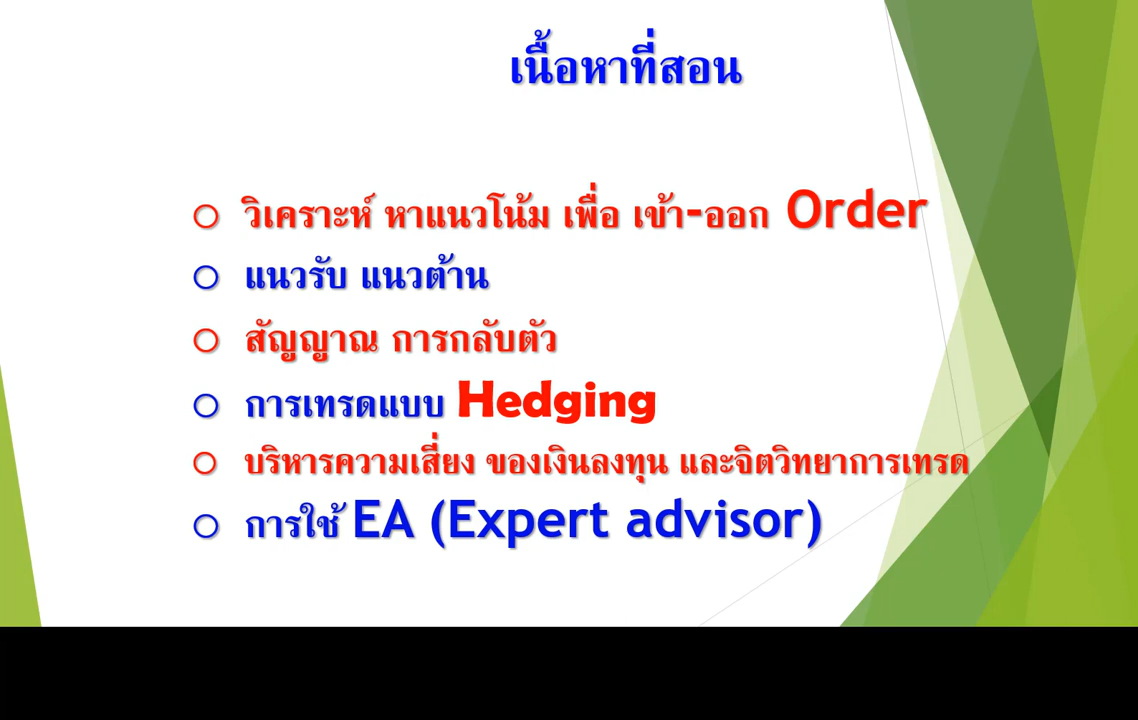 เนื้อหาที่สอน
วิเคราะห์ หาแนวโน้ม เพื่อ เข้า-ออก Order
แนวรับ แนวต้าน
สัญญาณ การกลับตัว
การเทรดแบบ Hedging
บริหารความเสี่ยง ของเงินลงทุน และจิตวิทยาการเทรด
การใช้ EA (Expert advisor)